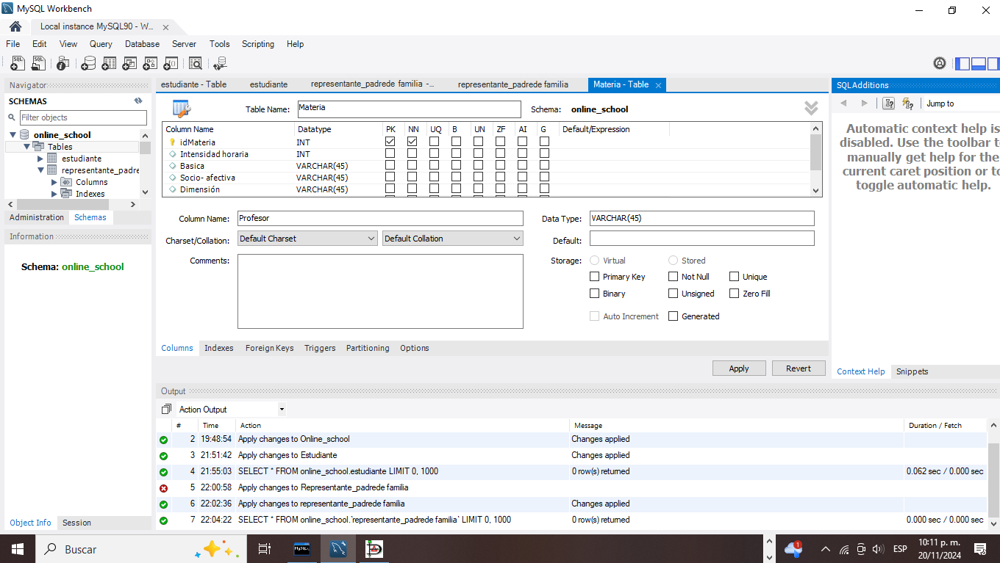 MySQL Workbench
Local instance MySQL90 - W...
File Edit View Query Database Server Tools Scripting Help
Navigator
SCHEMAS
Filter objects
online_school
Tables
estudiante
representante_padre
Columns
Indexes
Administration Schemas
Information
Schema: online_school
Object Info Session
estudiante - Table estudiante representante_padrede familia -... representante_padrede familia Materia - Table
Table Name: Materia Schema: online_school
Column Name Datatype PK NN UQ B UN ZF AI G Default/Expression
idMateria INT
Intensidad horaria INT
Basica VARCHAR(45)
Socio- afectiva VARCHAR(45)
Dimensión VARCHAR(45)
Column Name: Profesor Data Type: VARCHAR(45)
Charset/Collation: Default Charset Default Collation Default:
Comments: Storage: Virtual Stored
Primary Key Not Null Unique
Binary Unsigned Zero Fill
Auto Increment Generated
Columns Indexes Foreign Keys Triggers Partitioning Options
Apply Revert
SQLAdditions
Jump to
Automatic context help is
disabled. Use the toolbar to
manually get help for the
current caret position or to
toggle automatic help.
Context Help Snippets
Output
Action Output
# Time Action Message Duration / Fetch
2 19:48:54 Apply changes to Online_school Changes applied
3 21:51:42 Apply changes to Estudiante Changes applied
4 21:55:03 SELECT * FROM online_school.estudiante LIMIT 0, 1000 0 row(s) returned 0.062 sec / 0.000 sec
5 22:00:58 Apply changes to Representante_padrede familia
6 22:02:36 Apply changes to representante_padrede familia Changes applied
7 22:04:22 SELECT * FROM online_school.`representante_padrede familia` LIMIT 0, 1000 0 row(s) returned 0.000 sec / 0.000 sec
Buscar
1
ESP
10:11 p. m.
20/11/2024